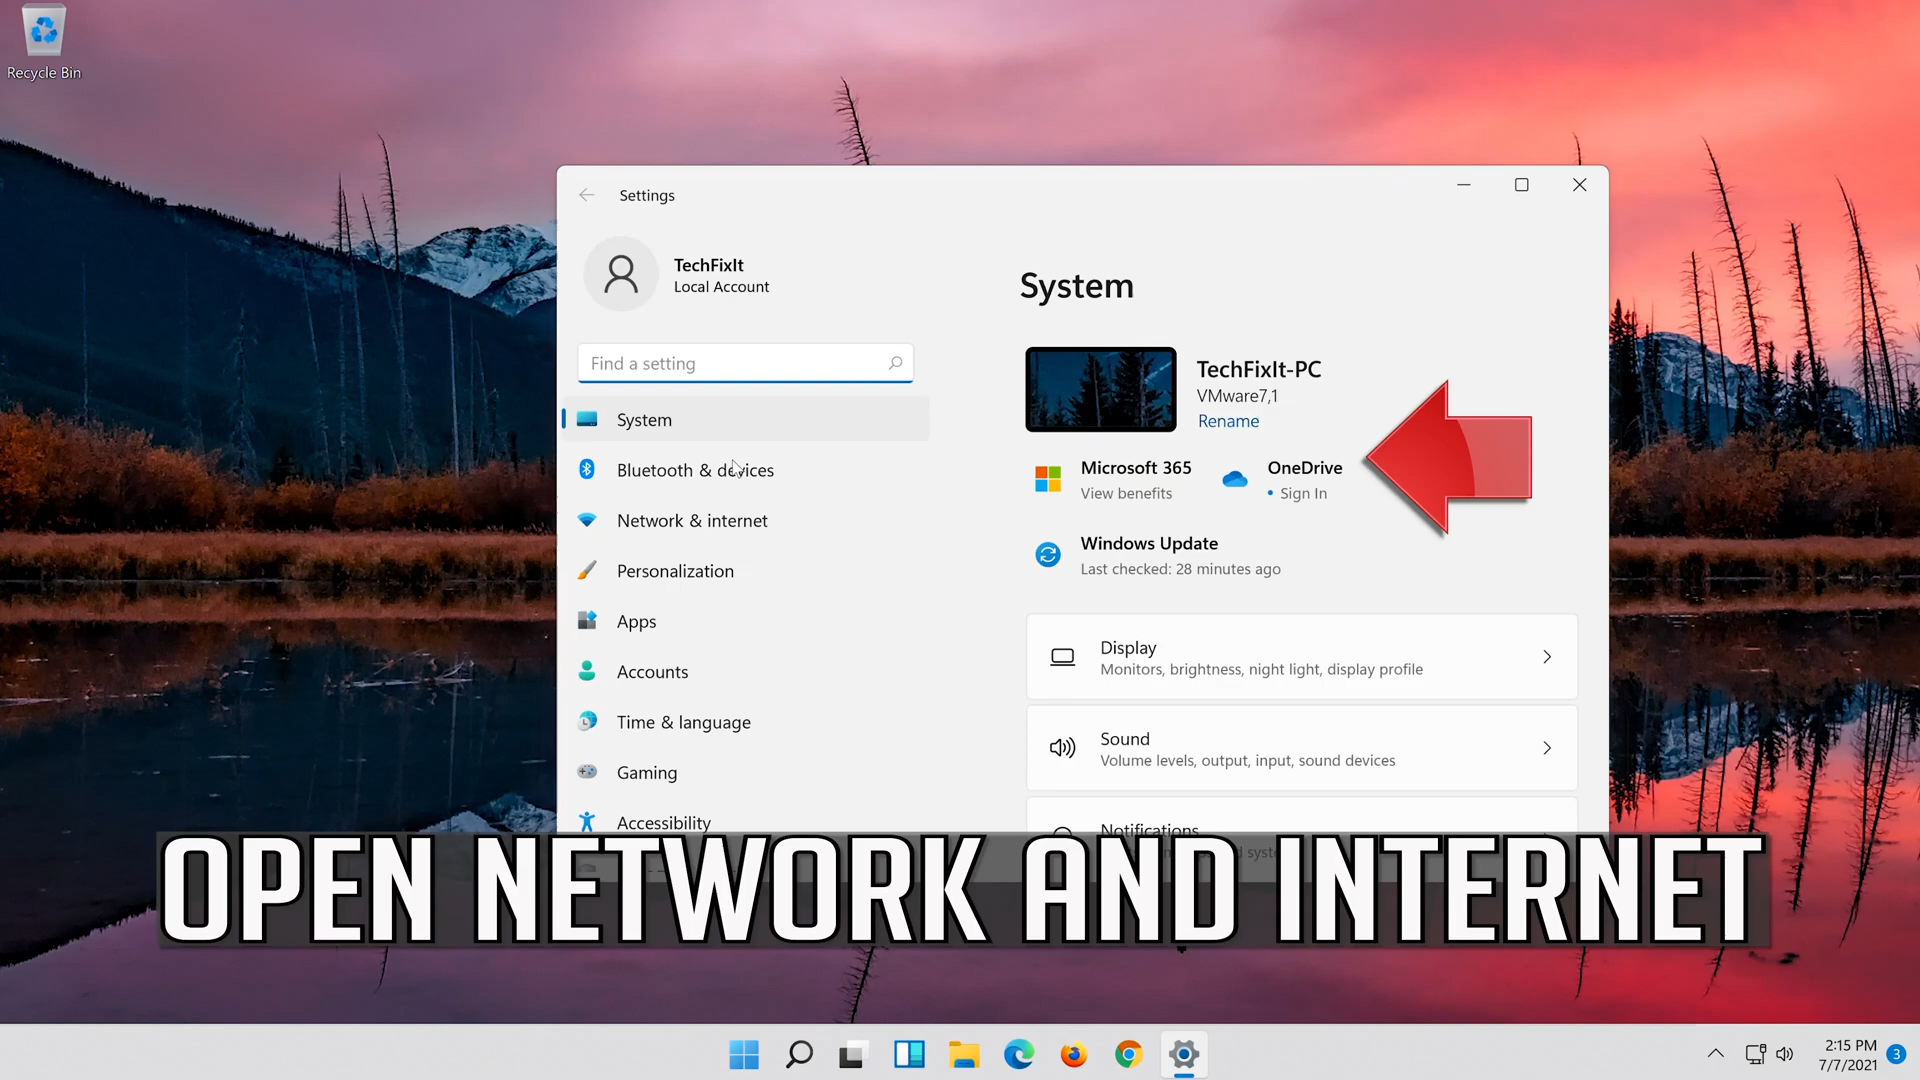 Recycle Bin
Settings
TechFixIt
Local Account
Find a setting
System
Bluetooth & devices
Network & internet
Personalization
Apps
Accounts
Time & language
Gaming
Accessibility
System
TechFixIt-PC
VMware7,1
Rename
Microsoft 365
View benefits
OneDrive
• Sign In
Windows Update
Last checked: 28 minutes ago
Display
Monitors, brightness, night light, display profile
Sound
Volume levels, output, input, sound devices
Notifications
OPEN NETWORK AND INTERNET
2:15 PM
7/7/2021
3